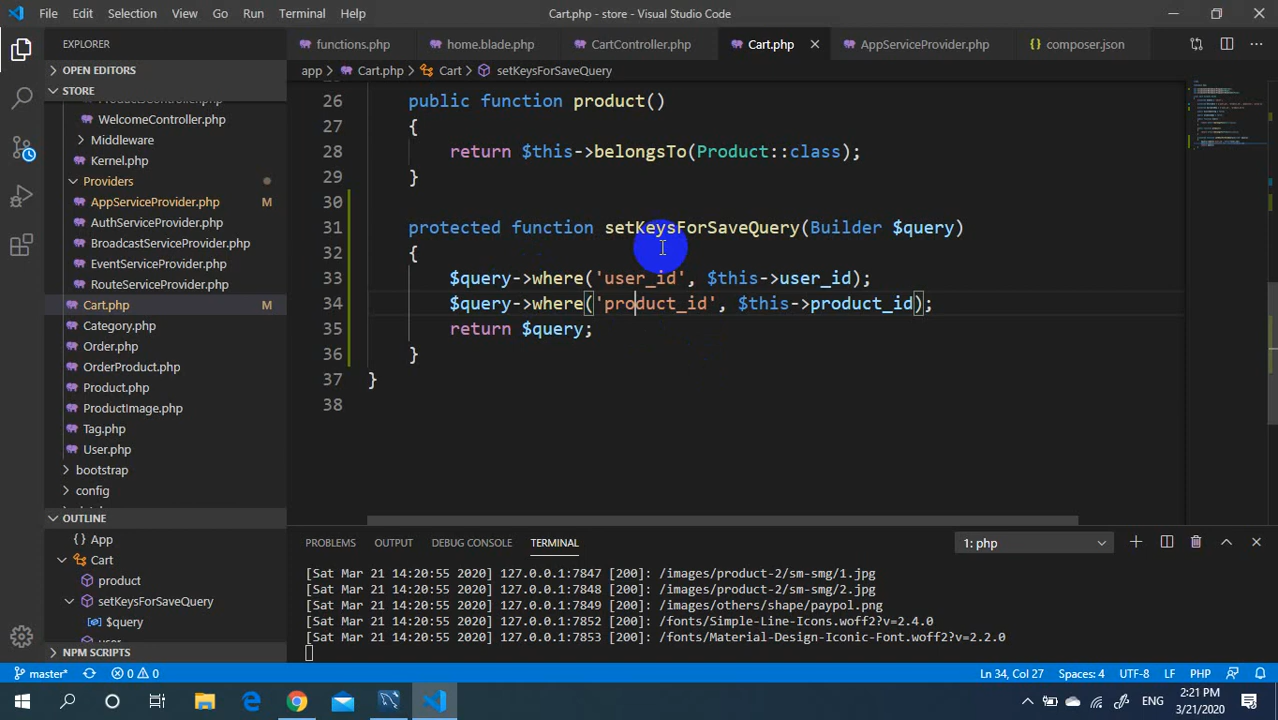 File Edit Selection View Go Run Terminal Help Cart.php - store - Visual Studio Code
EXPLORER
functions.php home.blade.php CartController.php Cart.php AppServiceProvider.php composer.json
OPEN EDITORS
app Cart.php Cart setKeysForSaveQuery
STORE
WelcomeController.php
Middleware
Kernel.php
Providers
AppServiceProvider.php M
AuthServiceProvider.php
BroadcastServiceProvider.php
EventServiceProvider.php
RouteServiceProvider.php
Cart.php
Category.php
Order.php
OrderProduct.php
Product.php
ProductImage.php
Tag.php
User.php
bootstrap
config
OUTLINE
App
Cart
product
setKeysForSaveQuery
$query
NPM SCRIPTS
26 public function product()
27 {
28 return $this->belongsTo(Product::class);
29 }
30
31 protected function setKeysForSaveQuery(Builder $query)
32 {
33 $query->where('user_id', $this->user_id);
34 $query->where('product_id', $this->product_id);
35 return $query;
36 }
37 }
38
PROBLEMS OUTPUT DEBUG CONSOLE TERMINAL 1: php
[Sat Mar 21 14:20:55 2020] 127.0.0.1:7847 [200]: /images/product-2/sm-smg/1.jpg
[Sat Mar 21 14:20:55 2020] 127.0.0.1:7848 [200]: /images/product-2/sm-smg/2.jpg
[Sat Mar 21 14:20:55 2020] 127.0.0.1:7849 [200]: /images/others/shape/paypol.png
[Sat Mar 21 14:20:55 2020] 127.0.0.1:7852 [200]: /fonts/Simple-Line-Icons.woff2?v=2.4.0
[Sat Mar 21 14:20:55 2020] 127.0.0.1:7853 [200]: /fonts/Material-Design-Iconic-Font.woff2?v=2.2.0
master* 0 0 Ln 34, Col 27 Spaces: 4 UTF-8 LF PHP
ENG 2:21 PM
3/21/2020